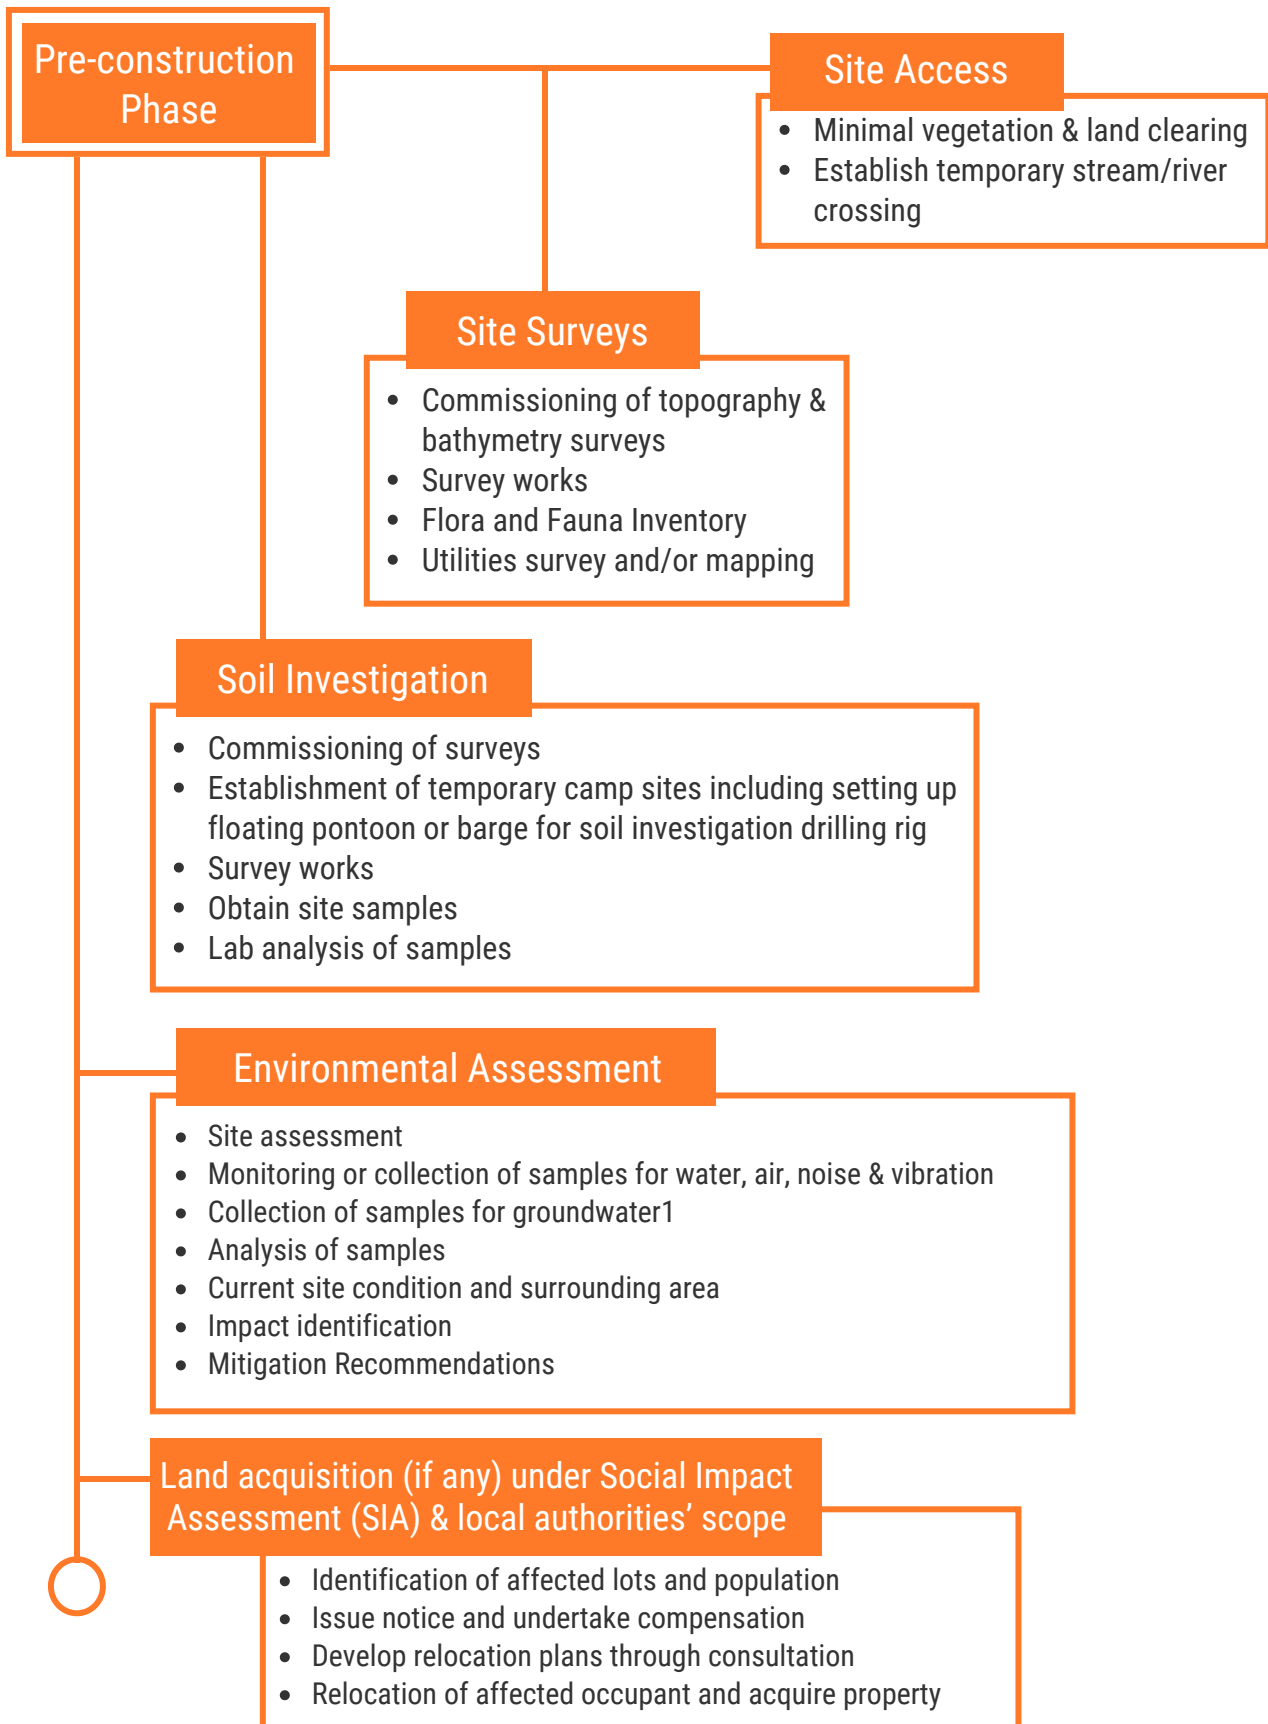 Pre-construction
Phase
Site Access
• Minimal vegetation & land clearing
• Establish temporary stream/river
crossing
Site Surveys
• Commissioning of topography &
bathymetry surveys
• Survey works
• Flora and Fauna Inventory
• Utilities survey and/or mapping
Soil Investigation
• Commissioning of surveys
• Establishment of temporary camp sites including setting up
floating pontoon or barge for soil investigation drilling rig
• Survey works
• Obtain site samples
• Lab analysis of samples
Environmental Assessment
• Site assessment
• Monitoring or collection of samples for water, air, noise & vibration
• Collection of samples for groundwater1
• Analysis of samples
• Current site condition and surrounding area
• Impact identification
• Mitigation Recommendations
Land acquisition (if any) under Social Impact
Assessment (SIA) & local authorities’ scope
• Identification of affected lots and population
• Issue notice and undertake compensation
• Develop relocation plans through consultation
• Relocation of affected occupant and acquire property